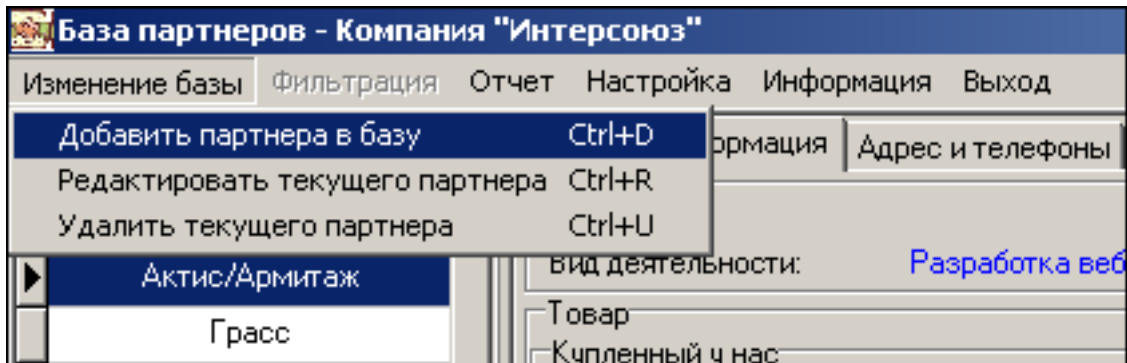 База партнеров - Компания "Интерсоюз"
Изменение базы Фильтрация Отчет Настройка Информация Выход
Добавить партнера в базу Ctrl+D
Редактировать текущего партнера Ctrl+R
Удалить текущего партнера Ctrl+U
ормация Адрес и телефоны
Актис/Армитаж
Грасс
Вид деятельности: Разработка веб
Товар
Купленный у нас